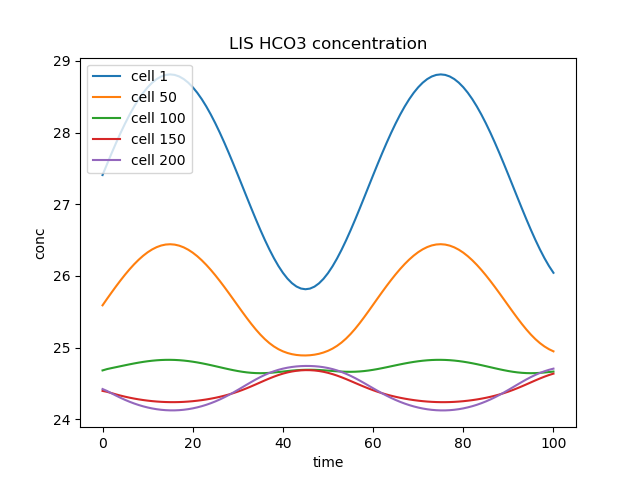 LIS HCO3 concentration
cell 1
cell 50
cell 100
cell 150
cell 200
conc
29
28
27
26
25
24
0 20 40 60 80 100
time